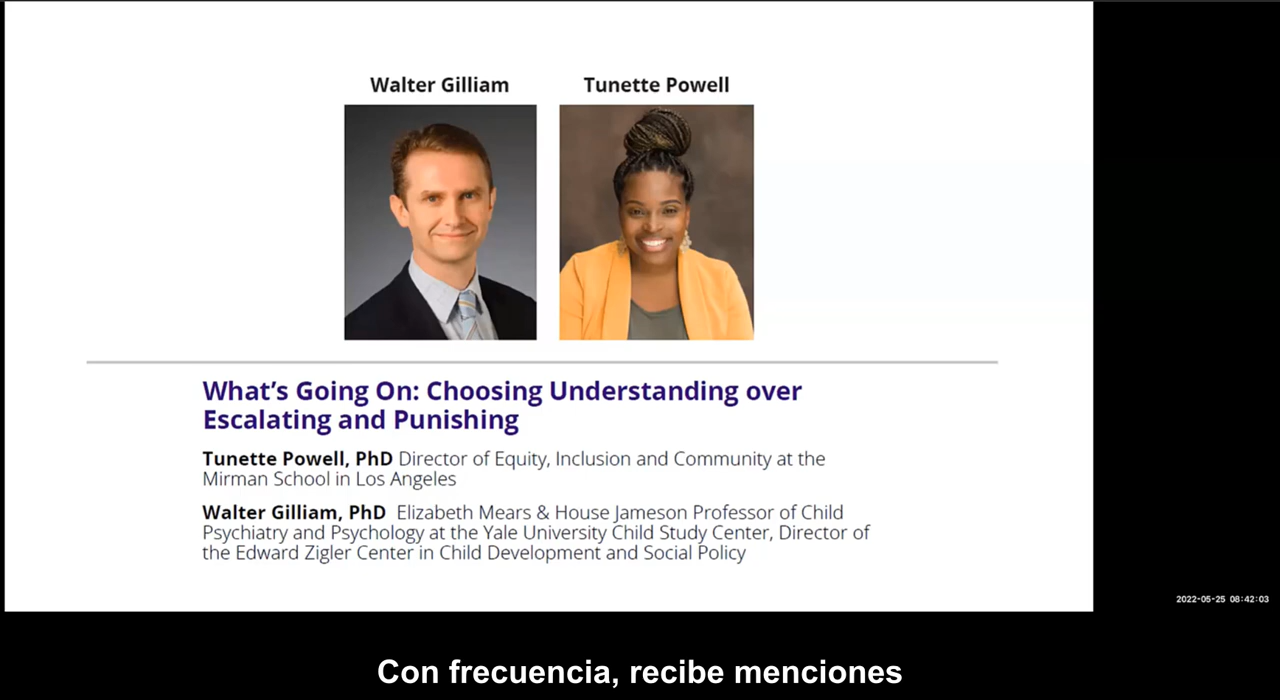 Walter Gilliam
Tunette Powell
What’s Going On: Choosing Understanding over
Escalating and Punishing
Tunette Powell, PhD Director of Equity, Inclusion and Community at the
Mirman School in Los Angeles
Walter Gilliam, PhD Elizabeth Mears & House Jameson Professor of Child
Psychiatry and Psychology at the Yale University Child Study Center, Director of
the Edward Zigler Center in Child Development and Social Policy
2022-05-25 08:42:03
Con frecuencia, recibe menciones